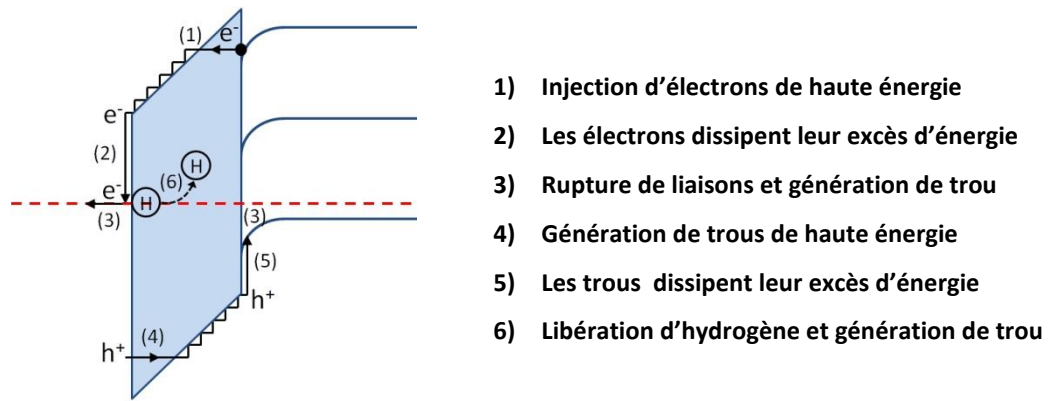 (1) e⁻
e⁻
(2)
H
(6)
e⁻ H
(3) (3)
(5)
h⁺
(4)
h⁺
1) Injection d’électrons de haute énergie
2) Les électrons dissipent leur excès d’énergie
3) Rupture de liaisons et génération de trou
4) Génération de trous de haute énergie
5) Les trous dissipent leur excès d’énergie
6) Libération d’hydrogène et génération de trou